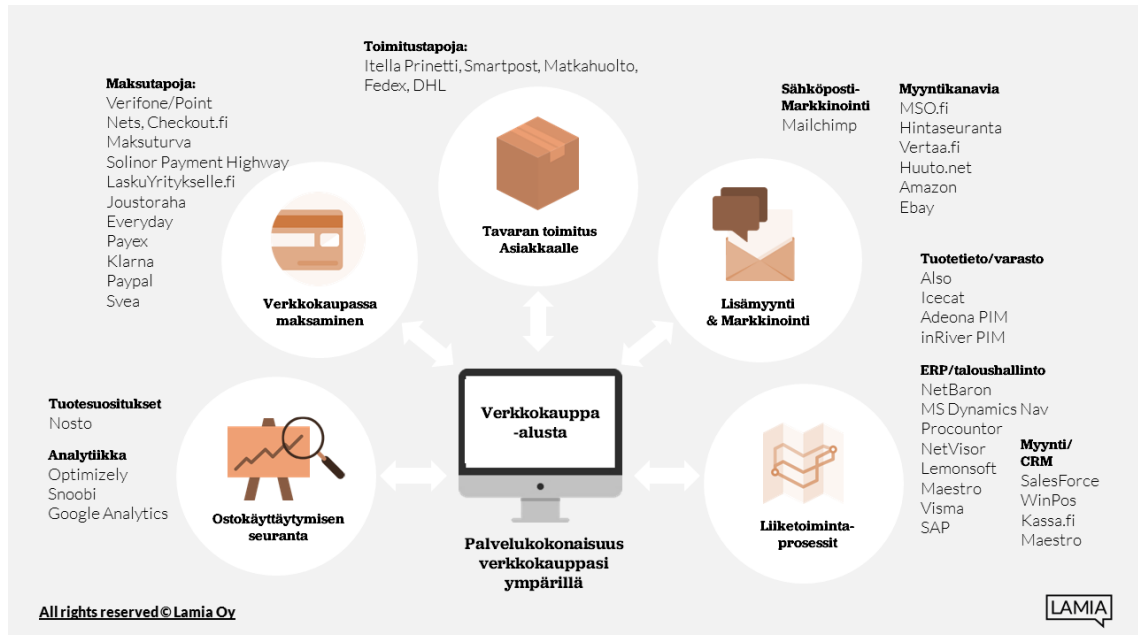 Toimitustapoja:
Itella Prinetti, Smartpost, Matkahuolto,
Fedex, DHL
Maksutapoja:
Verifone/Point
Nets, Checkout.fi
Maksuturva
Solinor Payment Highway
LaskuYritykselle.fi
Joustoraha
Everyday
Payex
Klarna
Paypal
Svea
Sähköposti-
Markkinointi
Mailchimp
Myyntikanavia
MSO.fi
Hintaseuranta
Vertaa.fi
Huuto.net
Amazon
Ebay
Tavaran toimitus
Asiakkaalle
Verkkokaupassa
maksaminen
Lisämyynti
& Markkinointi
Tuotetieto/varasto
Also
Icecat
Adeona PIM
inRiver PIM
ERP/taloushallinto
NetBaron
MS Dynamics Nav
Procountor
NetVisor
Lemonsoft
Maestro
Visma
SAP
Myynti/
CRM
SalesForce
WinPos
Kassa.fi
Maestro
Tuotesuositukset
Nosto
Analytiikka
Optimizely
Snoobi
Google Analytics
Verkkokauppa
-alusta
Ostokäyttäytymisen
seuranta
Liiketoiminta-
prosessit
Palvelukokonaisuus
verkkokauppasi
ympärillä
All rights reserved © Lamia Oy
LAMIA